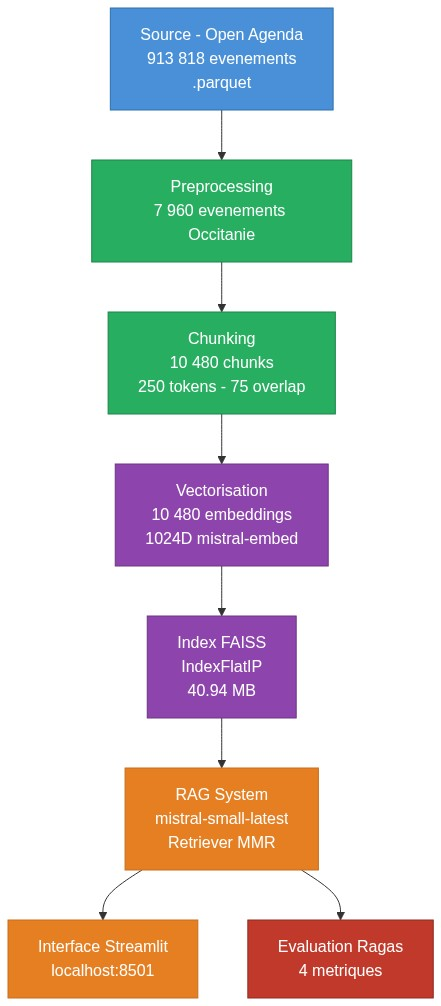 Source - Open Agenda
913 818 evenements
.parquet
Preprocessing
7 960 evenements
Occitanie
Chunking
10 480 chunks
250 tokens - 75 overlap
Vectorisation
10 480 embeddings
1024D mistral-embed
Index FAISS
IndexFlatIP
40.94 MB
RAG System
mistral-small-latest
Retriever MMR
Interface Streamlit
localhost:8501
Evaluation Ragas
4 metriques